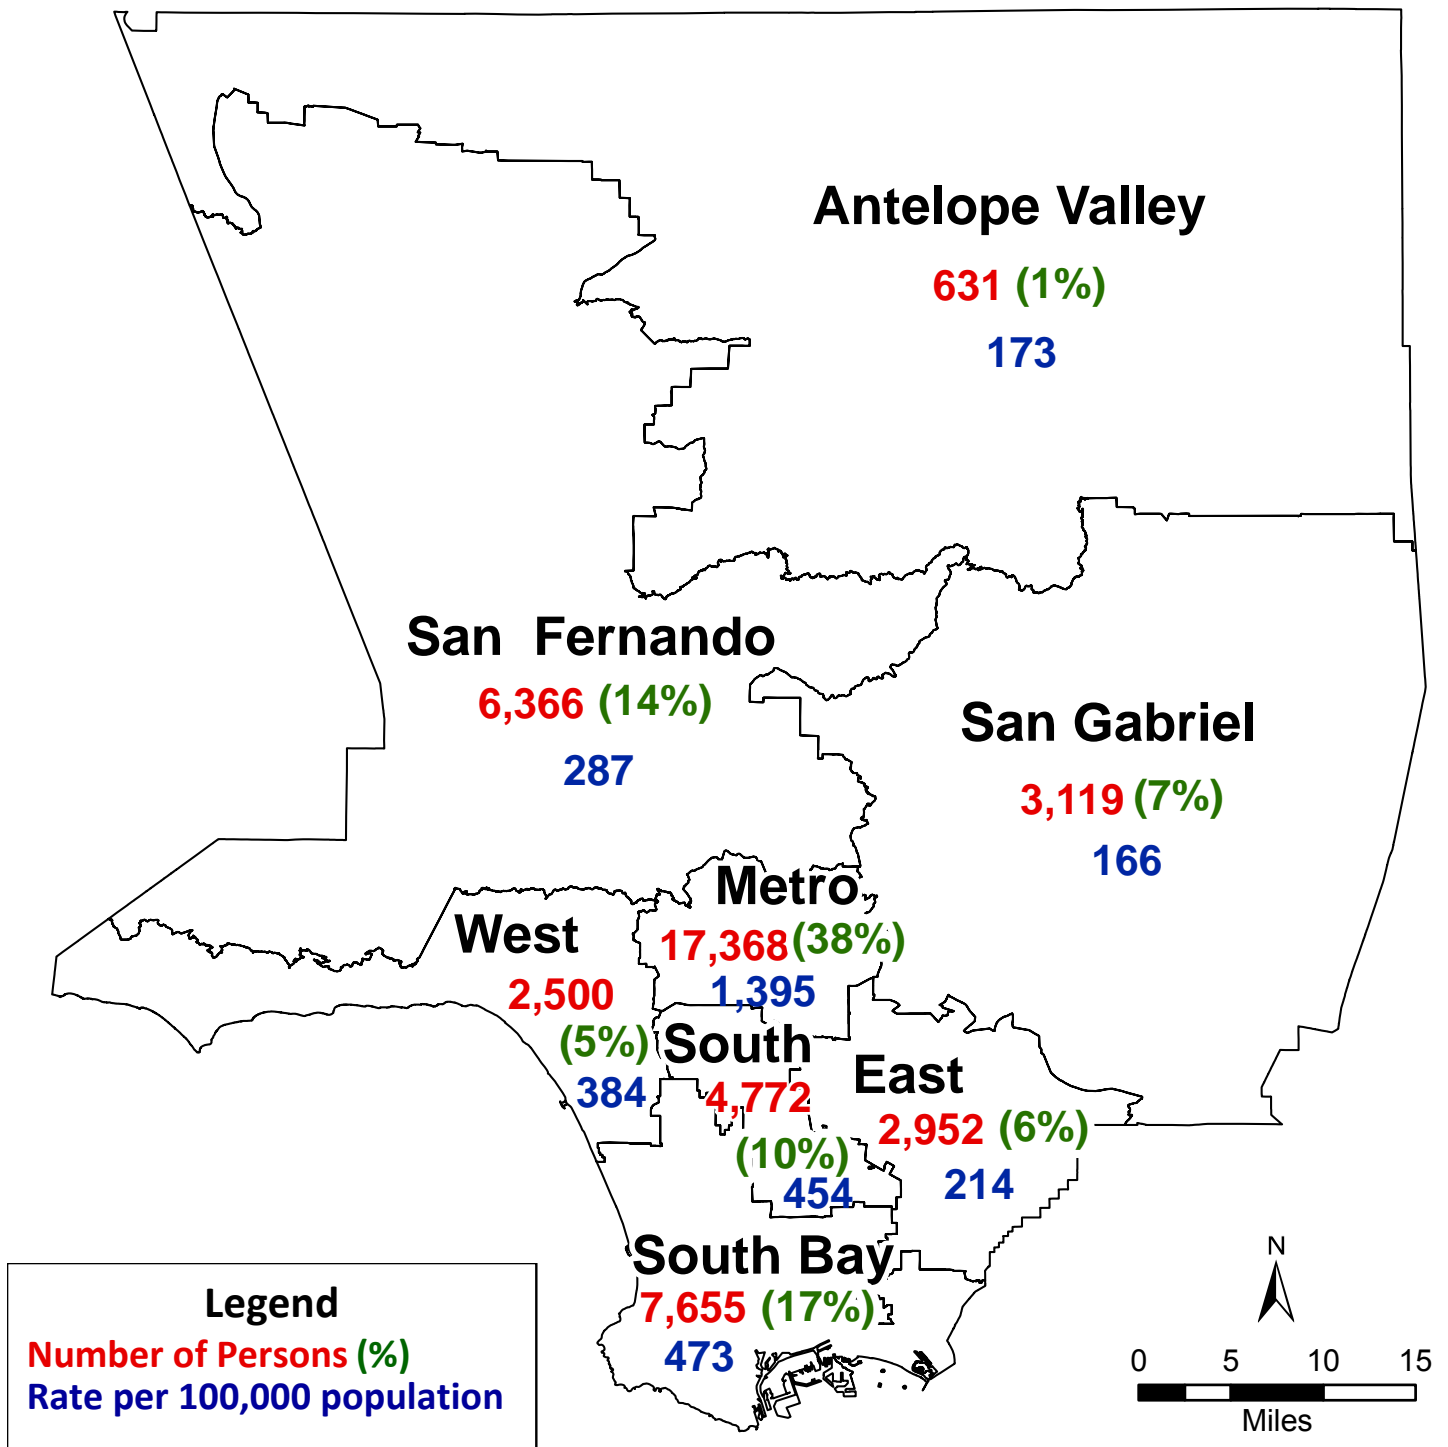 Antelope Valley
631 (1%)
173
San Fernando
6,366 (14%)
287
San Gabriel
3,119 (7%)
166
Metro
17,368 (38%)
1,395
West
2,500
(5%)
384
South
4,772
(10%)
454
East
2,952 (6%)
214
South Bay
7,655 (17%)
473
Legend
Number of Persons (%)
Rate per 100,000 population
N
0 5 10 15
Miles